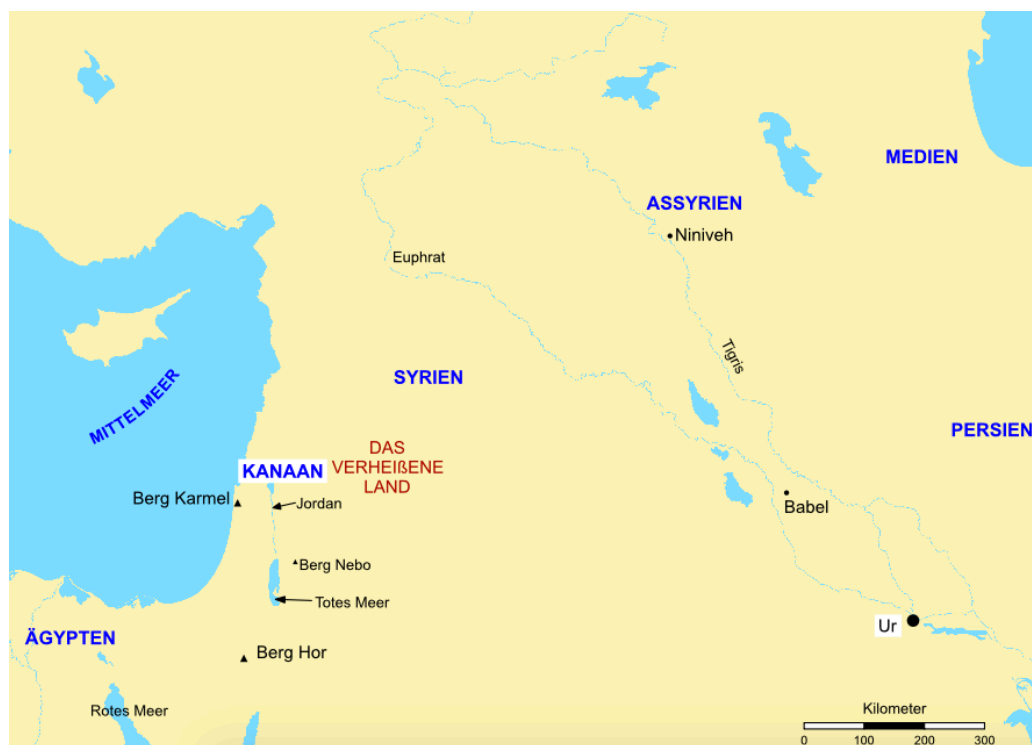 MEDIEN
ASSYRIEN
Niniveh
Euphrat
Tigris
SYRIEN
MITTELMEER
PERSIEN
DAS
VERHEIßENE
LAND
KANAAN
Berg Karmel
Jordan
Babel
Berg Nebo
Totes Meer
Ur
ÄGYPTEN
Berg Hor
Rotes Meer
Kilometer
0 100 200 300